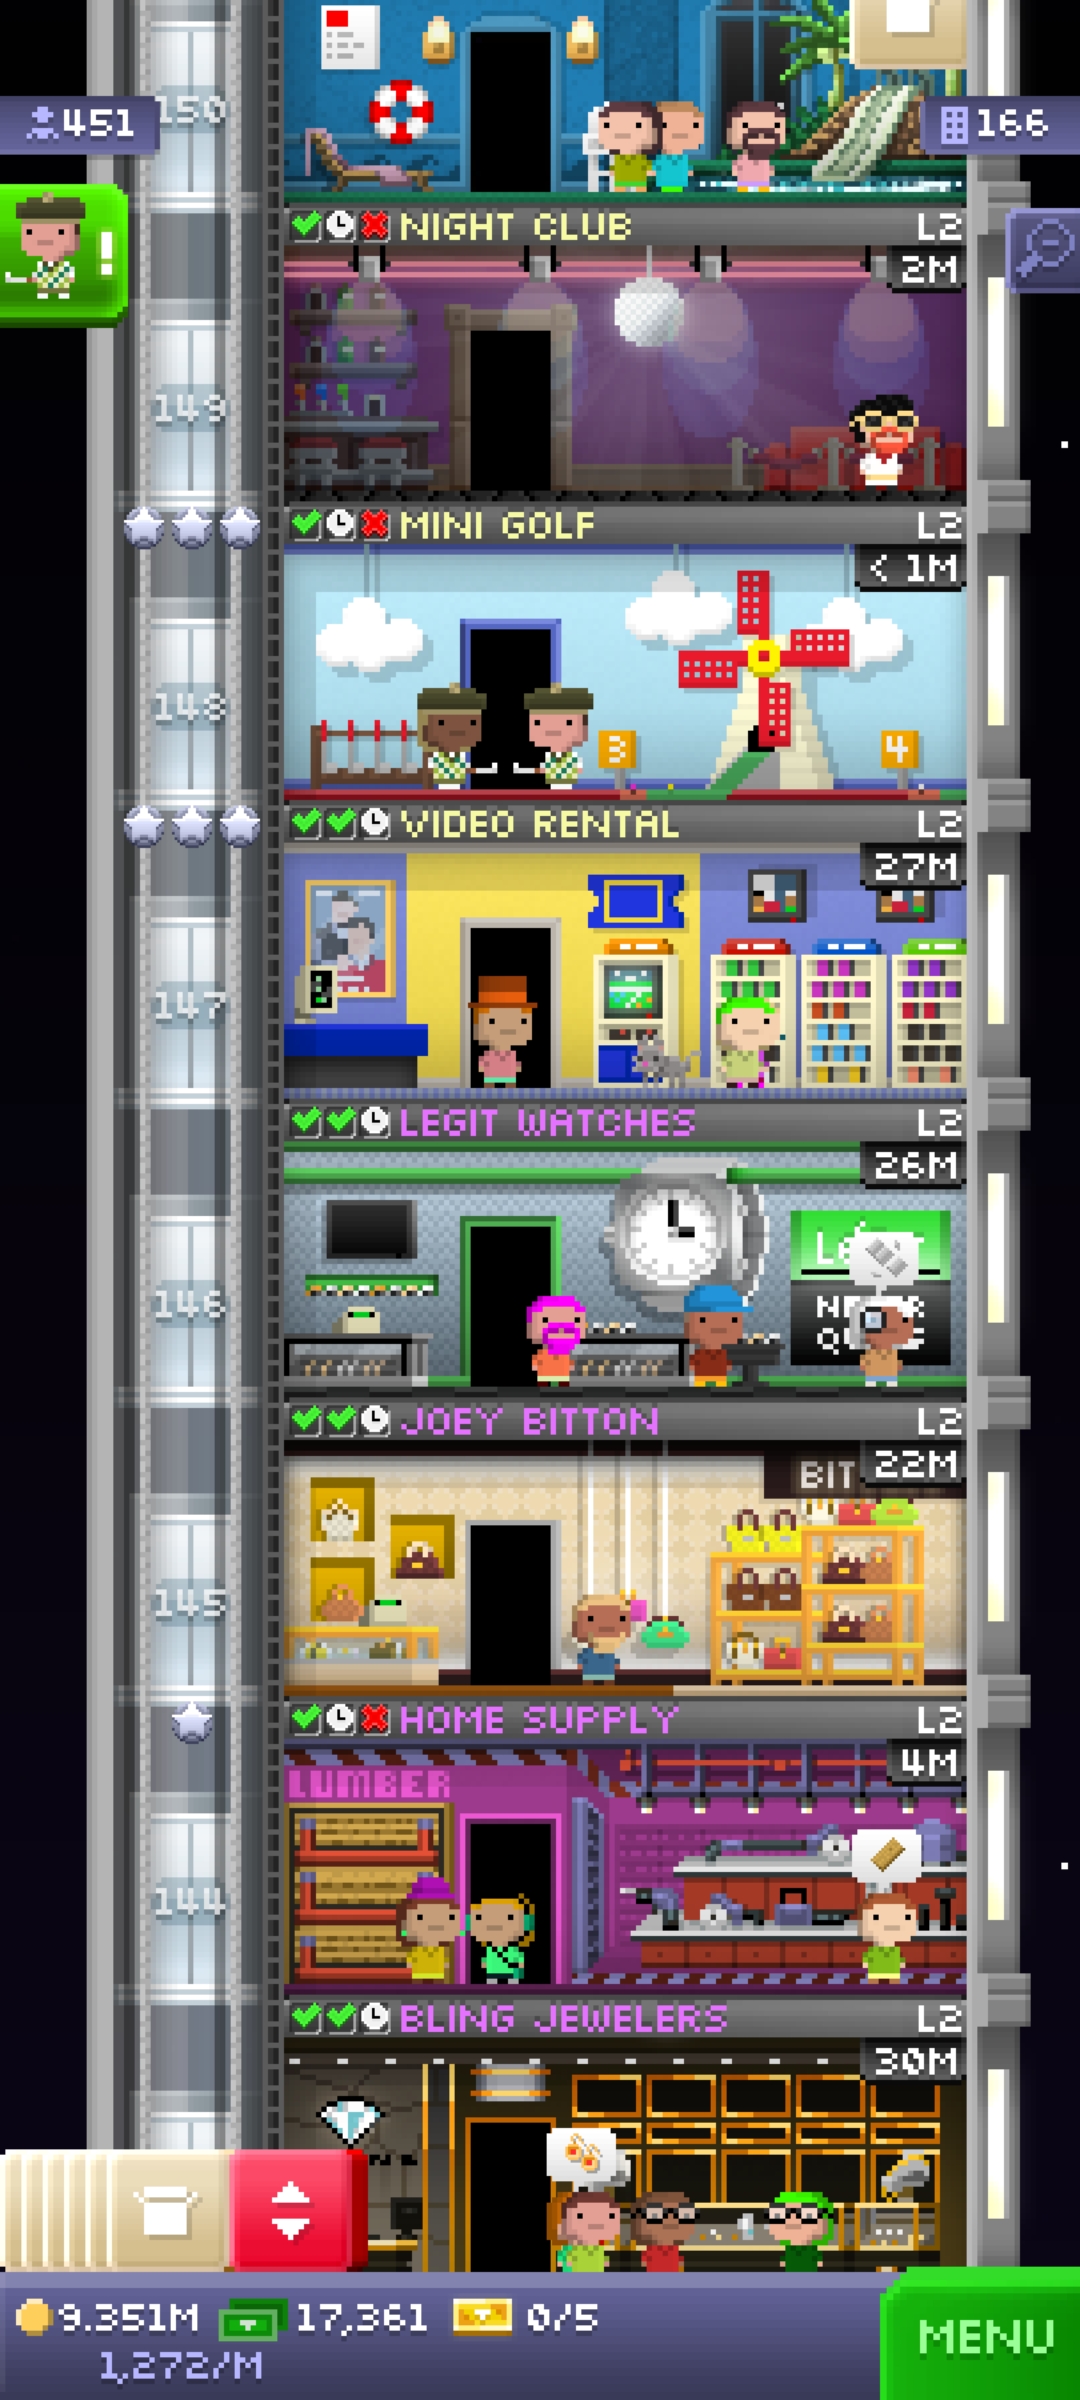 150
451
166
NIGHT CLUB L2
2M
149
MINI GOLF L2
< 1M
148
3
4
VIDEO RENTAL L2
27M
147
LEGIT WATCHES L2
26M
146
JOEY BITTON L2
BIT
22M
145
HOME SUPPLY L2
4M
LUMBER
144
BLING JEWELERS L2
30M
9.351M 17,361 0/5
1,272/M
MENU